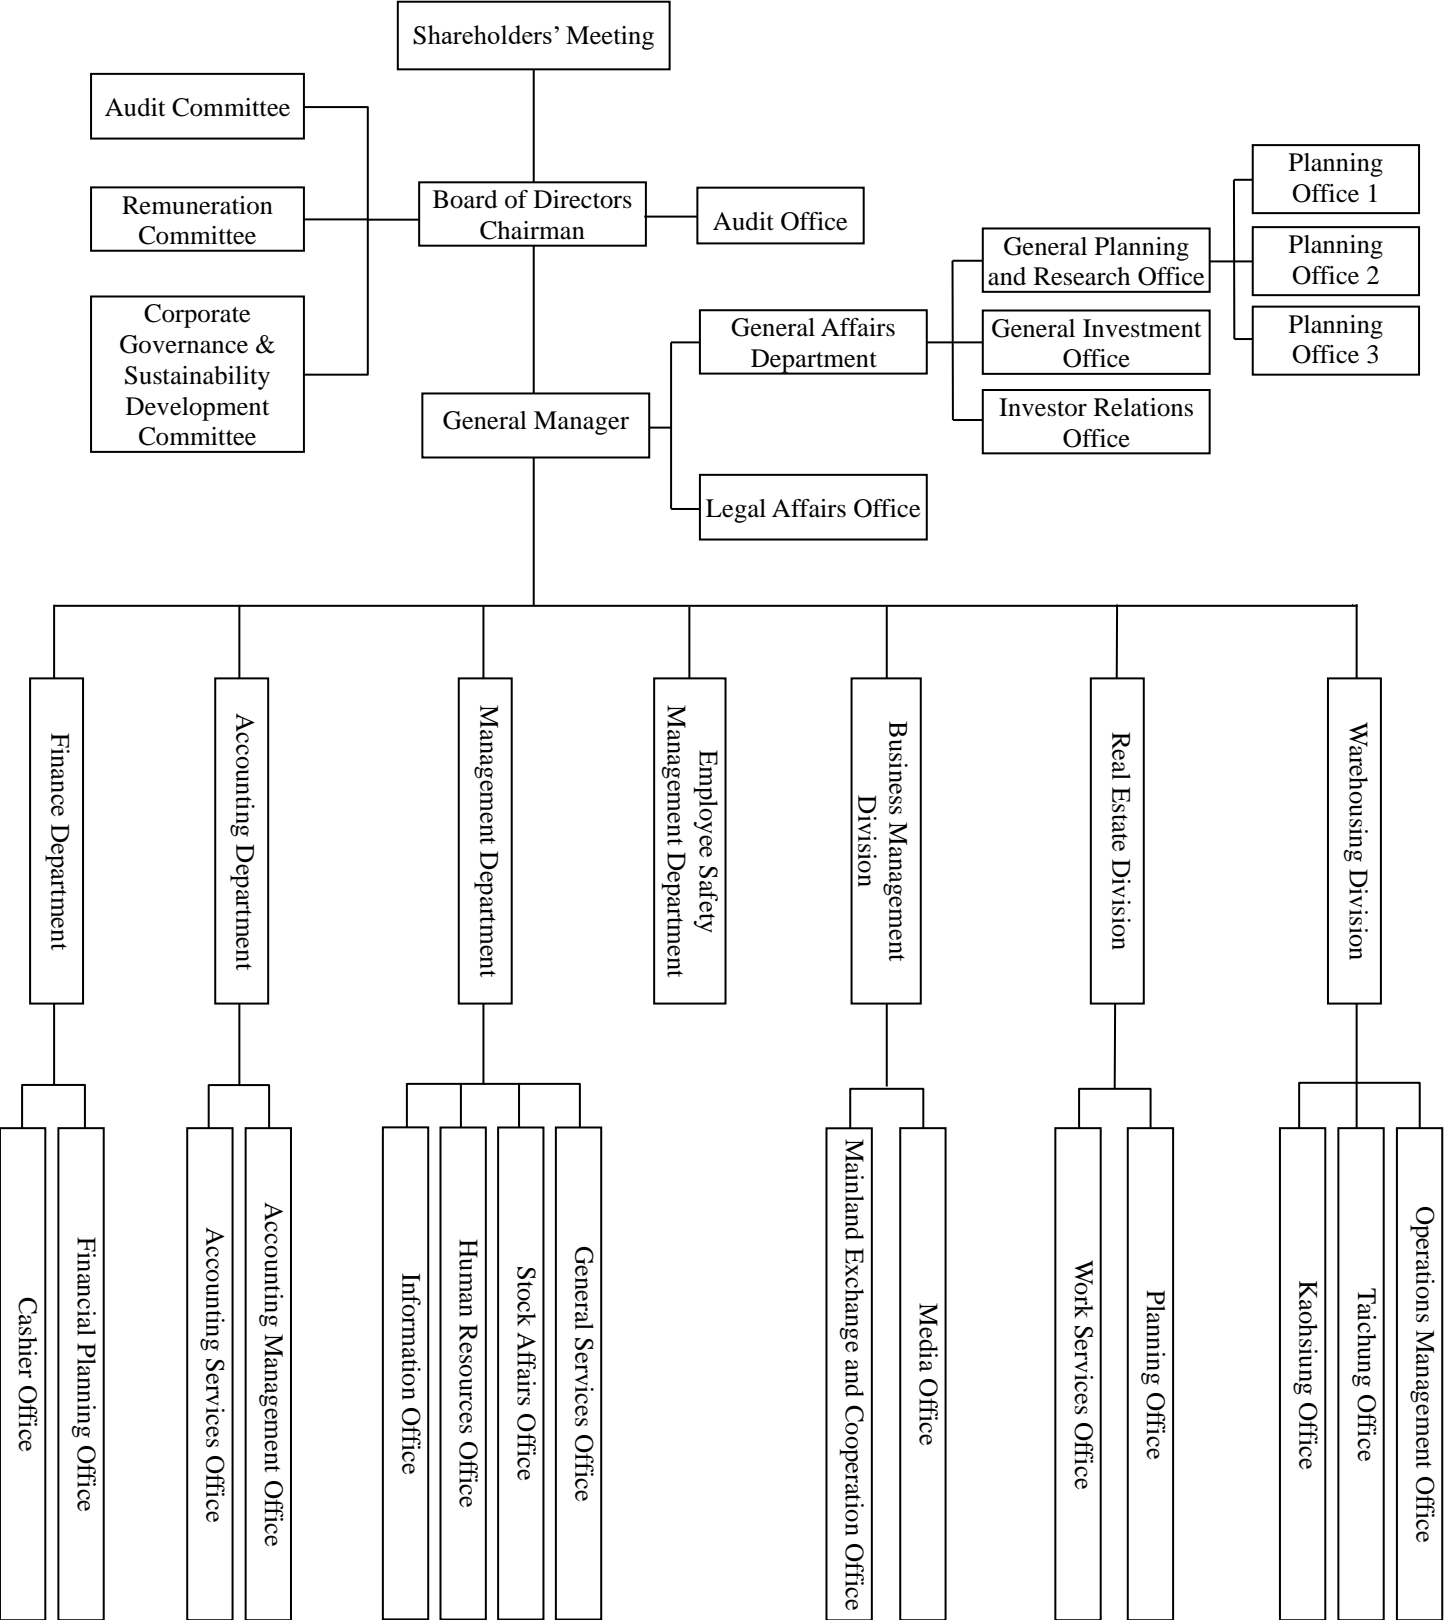 Shareholders’ Meeting
Audit Committee
Remuneration
Committee
Corporate
Governance &
Sustainability
Development
Committee
Board of Directors
Chairman
Audit Office
General Manager
General Affairs
Department
Legal Affairs Office
General Planning
and Research Office
General Investment
Office
Investor Relations
Office
Planning
Office 1
Planning
Office 2
Planning
Office 3
Finance Department
Accounting Department
Management Department
Employee Safety
Management Department
Business Management
Division
Real Estate Division
Warehousing Division
Cashier Office
Financial Planning Office
Accounting Services Office
Accounting Management Office
Information Office
Human Resources Office
Stock Affairs Office
General Services Office
Mainland Exchange and Cooperation Office
Media Office
Work Services Office
Planning Office
Kaohsiung Office
Taichung Office
Operations Management Office